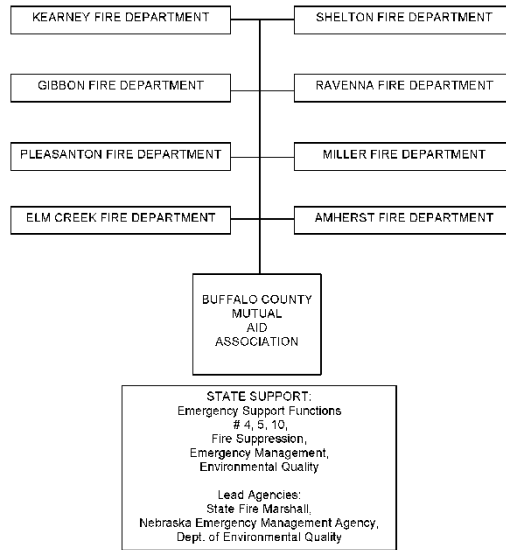 KEARNEY FIRE DEPARTMENT
SHELTON FIRE DEPARTMENT
GIBBON FIRE DEPARTMENT
RAVENNA FIRE DEPARTMENT
PLEASANTON FIRE DEPARTMENT
MILLER FIRE DEPARTMENT
ELM CREEK FIRE DEPARTMENT
AMHERST FIRE DEPARTMENT
BUFFALO COUNTY
MUTUAL
AID
ASSOCIATION
STATE SUPPORT:
Emergency Support Functions
# 4, 5, 10,
Fire Suppression,
Emergency Management,
Environmental Quality
Lead Agencies:
State Fire Marshall,
Nebraska Emergency Management Agency,
Dept. of Environmental Quality